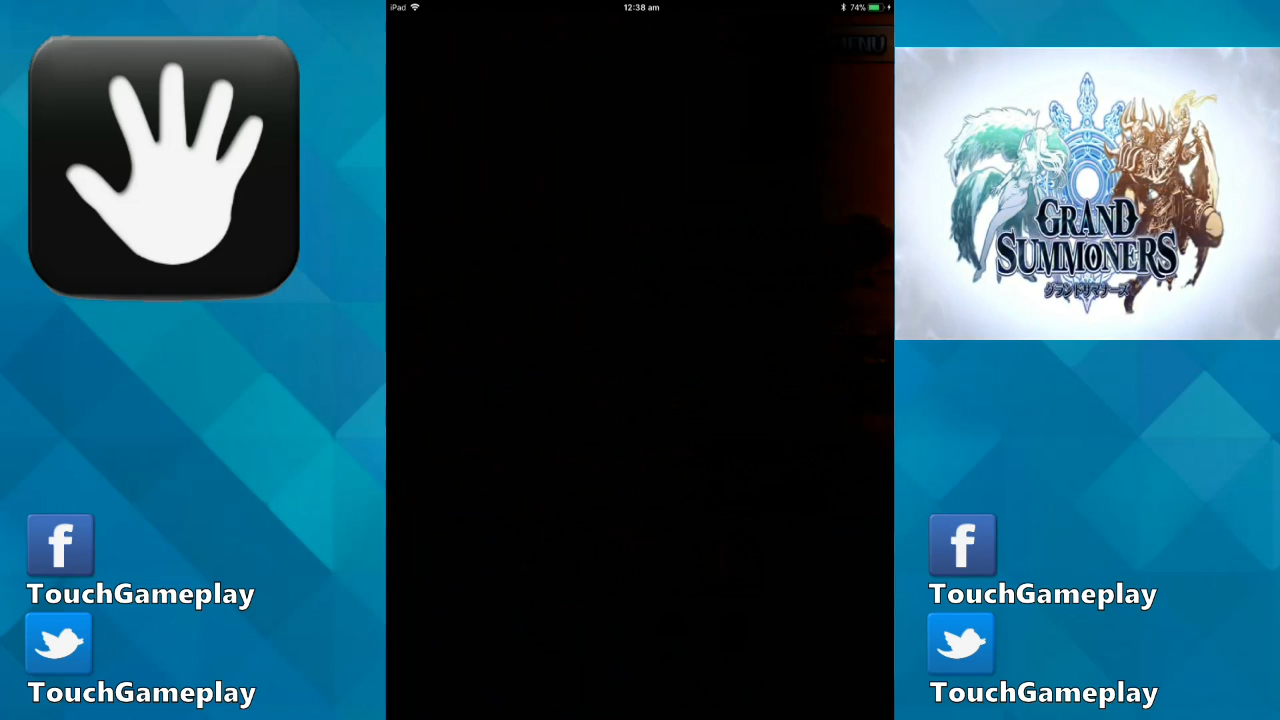 iPad
12:38 am
74%
MENU
GRAND
SUMMONERS
グランドサマナーズ
f
TouchGameplay
TouchGameplay
f
TouchGameplay
TouchGameplay